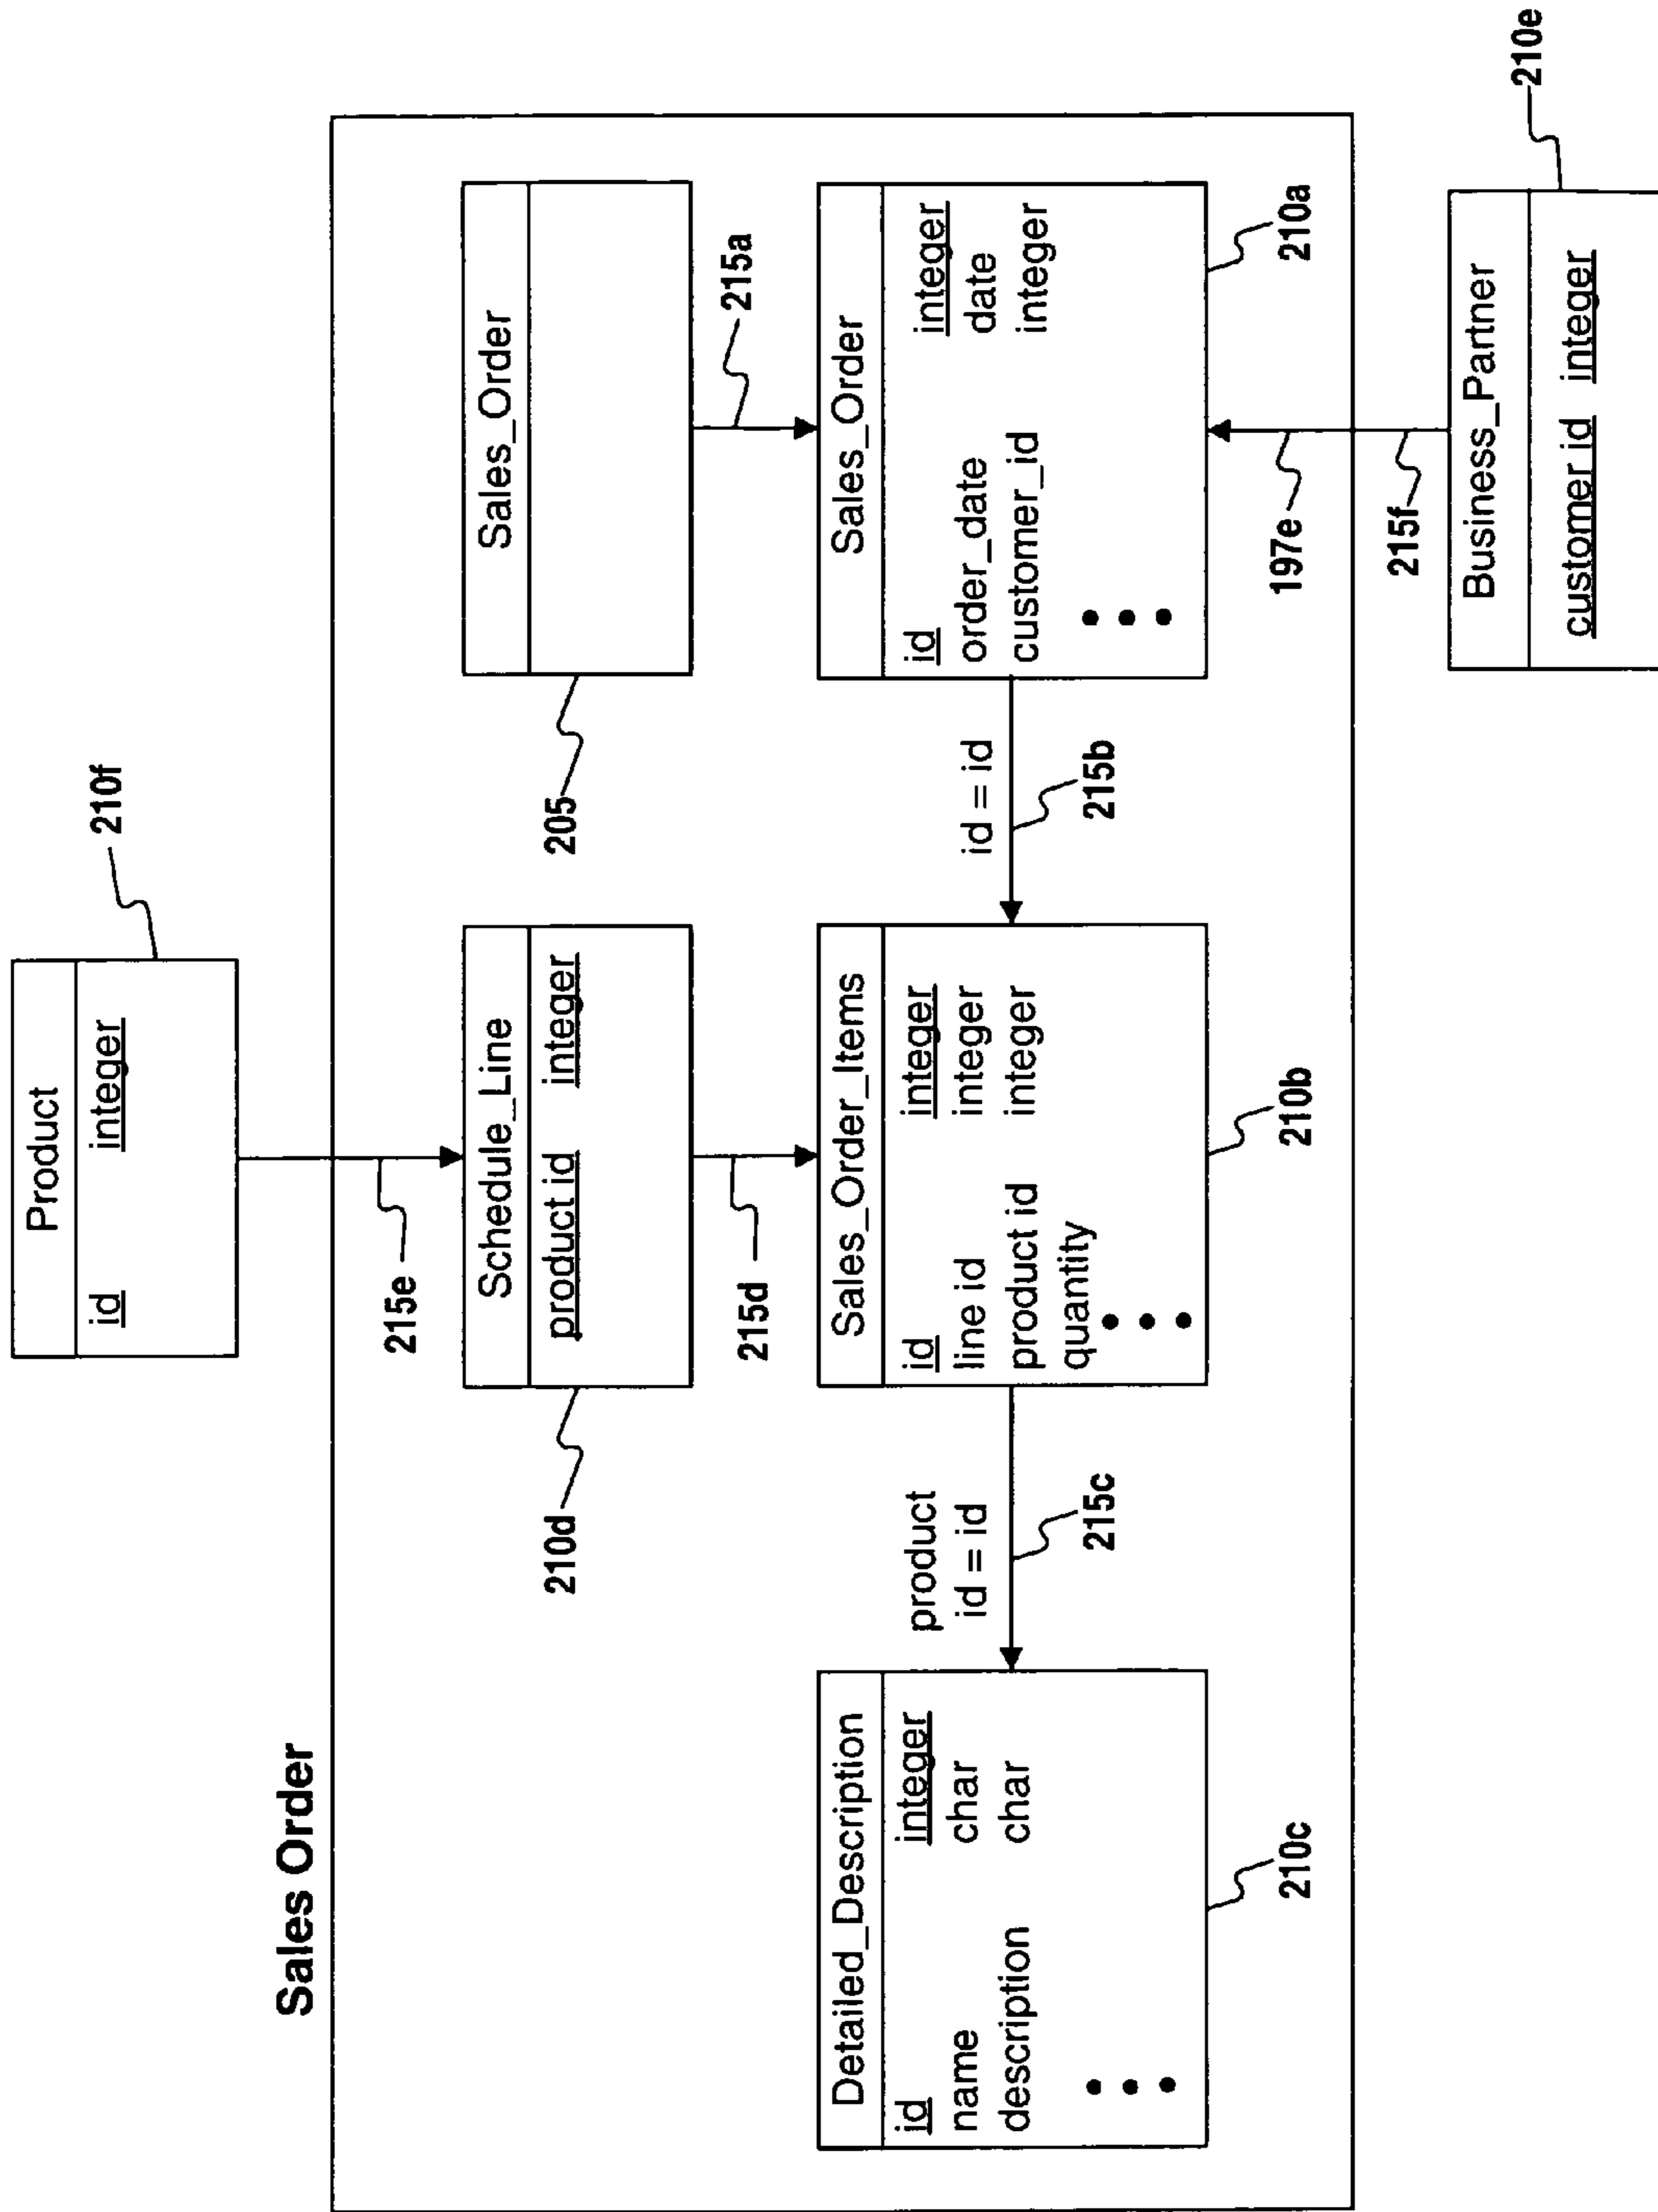 Product
id integer
210f
Sales Order
215e
Schedule_Line
product id integer
210d
Sales_Order
205
215d
215a
Detailed_Description
id integer
name char
description char
210c
product
id = id
215c
Sales_Order_Items
id integer
line id integer
product id integer
quantity
210b
id = id
215b
Sales_Order
id integer
order_date date
customer_id integer
210a
197e
215f
Business_Partner
customer id integer
210e